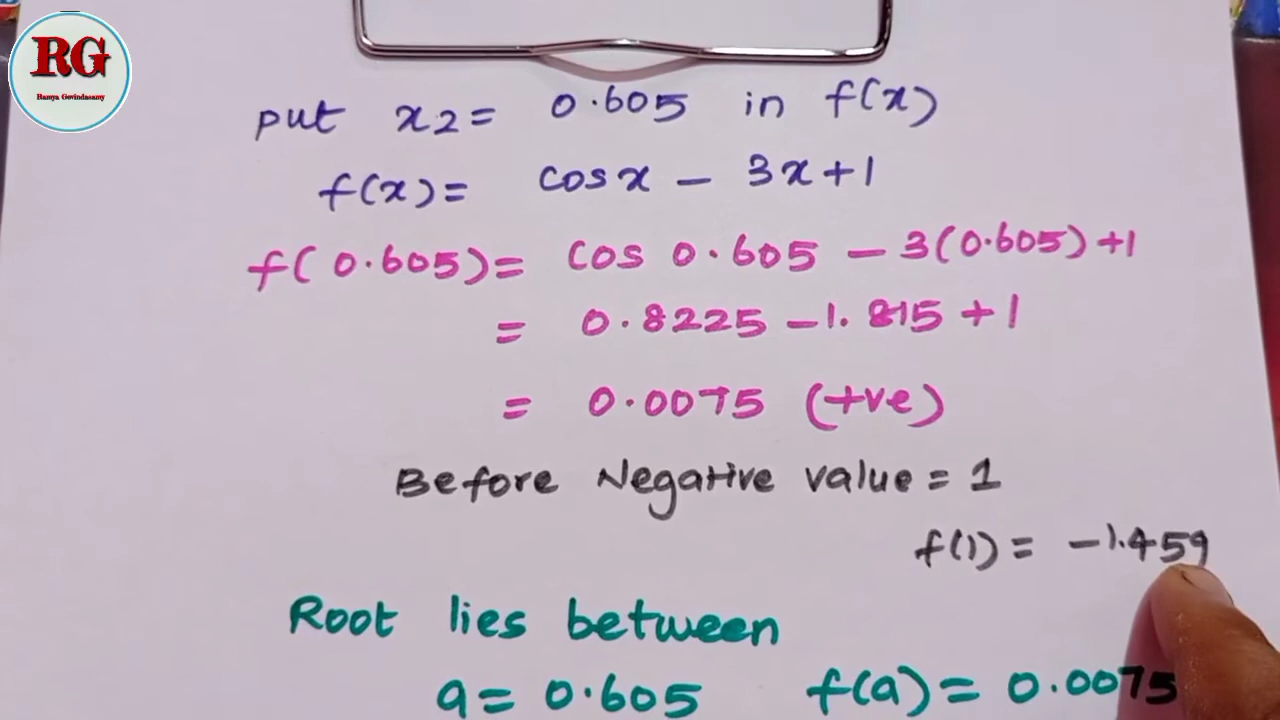 RG
Ramya Govindasamy
put x2 = 0.605 in f(x)
f(x) = cosx - 3x+1
f(0.605) = cos 0.605 - 3(0.605)+1
= 0.8225 - 1.815 + 1
= 0.0075 (+ve)
Before Negative value = 1
f(1) = -1.459
Root lies between
a = 0.605 f(a) = 0.0075